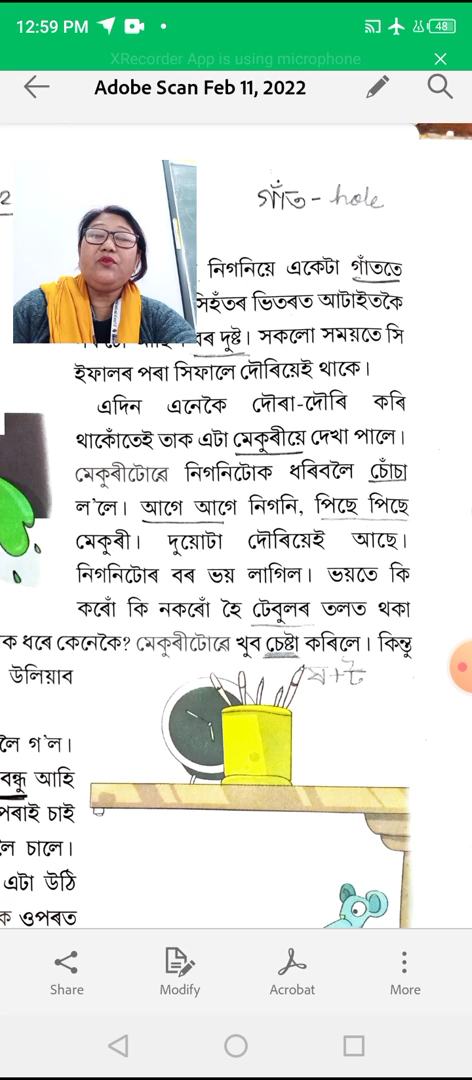 12:59 PM
48
XRecorder App is using microphone
Adobe Scan Feb 11, 2022
2
গাঁত - hole
নিগনিয়ে একেটা গাঁততে
সিহঁতৰ ভিতৰত আটাইতকৈ
বৰ দুষ্ট। সকলো সময়তে সি
ইফালৰ পৰা সিফালে দৌৰিয়েই থাকে।
এদিন এনেকৈ দৌৰা-দৌৰি কৰি
থাকোঁতেই তাক এটা মেকুৰীয়ে দেখা পালে।
মেকুৰীটোৱে নিগনিটোক ধৰিবলৈ চোঁচা
ল'লে। আগে আগে নিগনি, পিছে পিছে
মেকুৰী। দুয়োটা দৌৰিয়েই আছে।
নিগনিটোৰ বৰ ভয় লাগিল। ভয়তে কি
কৰোঁ কি নকৰোঁ হৈ টেবুলৰ তলত থকা
ক ধৰে কেনেকৈ? মেকুৰীটোৱে খুব চেষ্টা কৰিলে। কিন্তু
উলিয়াব
ষ+ট
লৈ গ'ল।
বন্ধু আহি
পৰাই চাই
লৈ চালে।
এটা উঠি
ক ওপৰত
Share
Modify
Acrobat
More